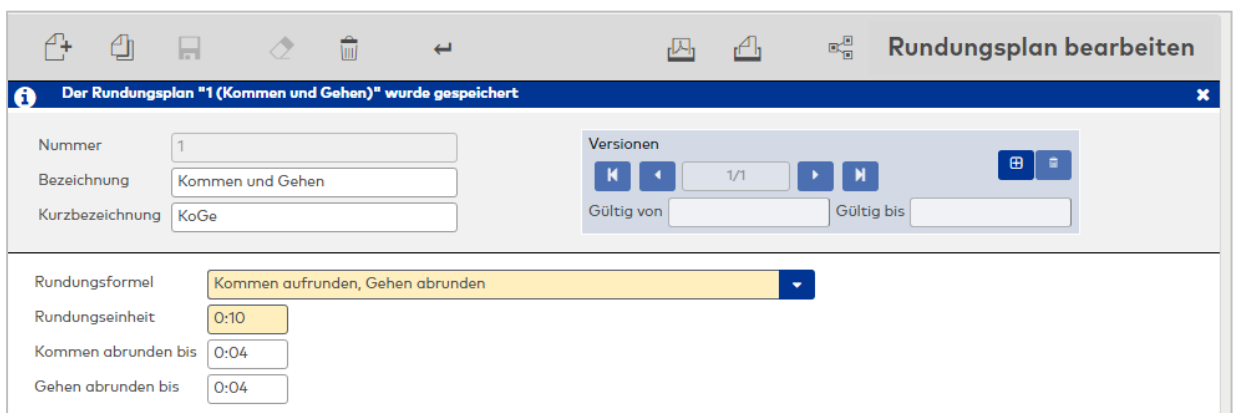 Rundungsplan bearbeiten
Der Rundungsplan "1 (Kommen und Gehen)" wurde gespeichert
Nummer 1
Bezeichnung Kommen und Gehen
Kurzbezeichnung KoGe
Versionen
1/1
Gültig von Gültig bis
Rundungsformel Kommen aufrunden, Gehen abrunden
Rundungseinheit 0:10
Kommen abrunden bis 0:04
Gehen abrunden bis 0:04